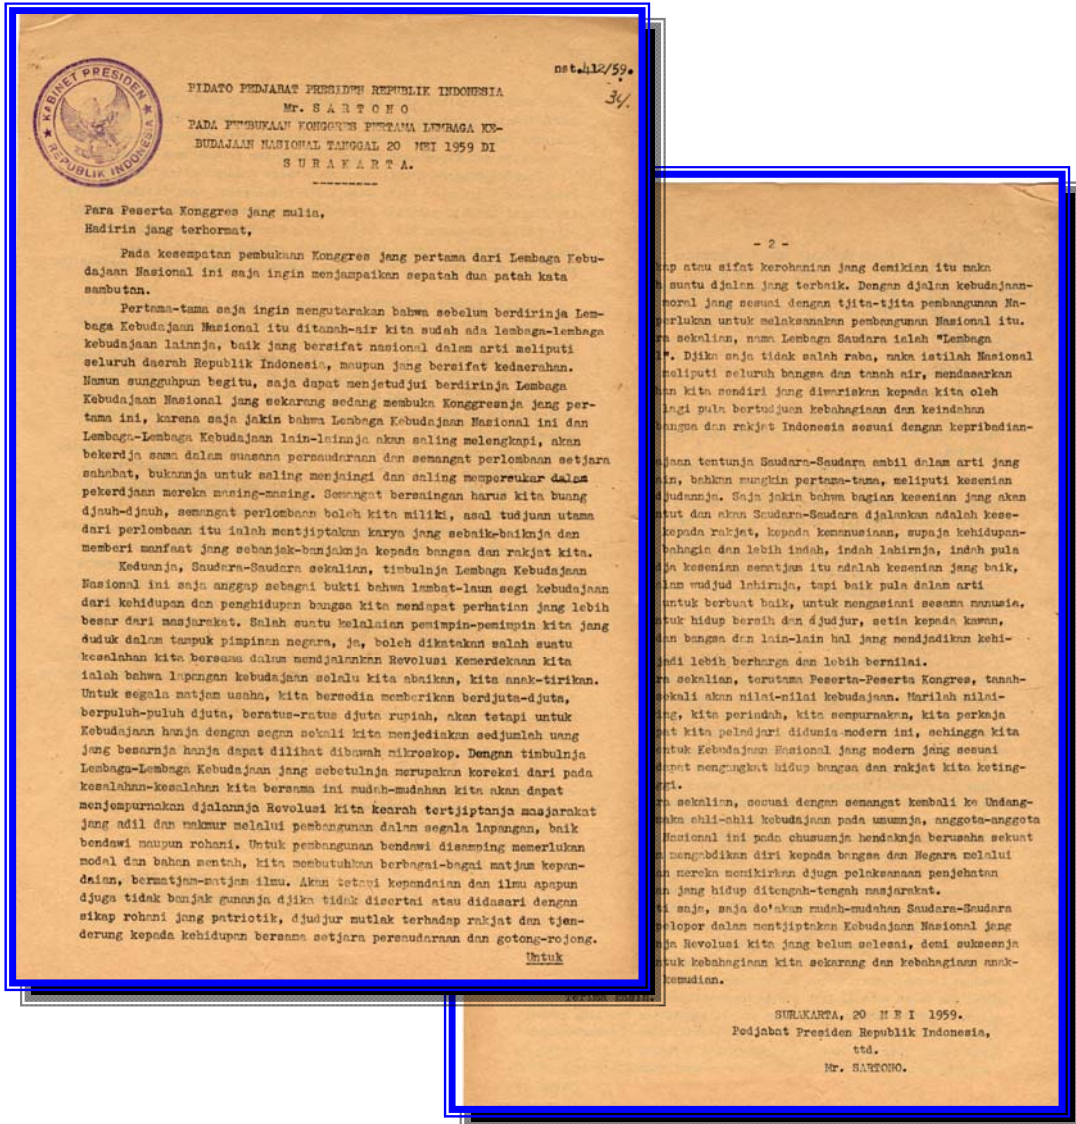 KABINET PRESIDEN
REPUBLIK INDONESIA
nst.412/59.
34.
PIDATO PEDJABAT PRESIDEN REPUBLIK INDONESIA
Mr. S A R T O N O
PADA PEMBUKAAN KONGGRES PERTAMA LEMBAGA KE-
BUDAJAAN NASIONAL TANGGAL 20 MEI 1959 DI
S U R A K A R T A.
----------
Para Peserta Konggres jang mulia,
Hadirin jang terhormat,
Pada kesempatan pembukaan Konggres jang pertama dari Lembaga Kebu-
dajaan Nasional ini saja ingin menjampaikan sepatah dua patah kata
sambutan.
Pertama-tama saja ingin mengutarakan bahwa sebelum berdirinja Lem-
baga Kebudajaan Nasional itu ditanah-air kita sudah ada lembaga-lembaga
kebudajaan lainnja, baik jang bersifat nasional dalam arti meliputi
seluruh daerah Republik Indonesia, maupun jang bersifat kedaerahan.
Namun sungguhpun begitu, saja dapat menjetudjui berdirinja Lembaga
Kebudajaan Nasional jang sekarang sedang membuka Konggresnja jang per-
tama ini, karena saja jakin bahwa Lembaga Kebudajaan Nasional ini dan
Lembaga-Lembaga Kebudajaan lain-lainnja akan saling melengkapi, akan
bekerdja sama dalam suasana persaudaraan dan semangat perlombaan setjara
sahabat, bukannja untuk saling menjaingi dan saling mempersukar dalam
pekerdjaan mereka masing-masing. Semangat bersaingan harus kita buang
djauh-djauh, semangat perlombaan boleh kita miliki, asal tudjuan utama
dari perlombaan itu ialah mentjiptakan karya jang sebaik-baiknja dan
memberi manfaat jang sebanjak-banjaknja kepada bangsa dan rakjat kita.
Keduanja, Saudara-Saudara sekalian, timbulnja Lembaga Kebudajaan
Nasional ini saja anggap sebagai bukti bahwa lambat-laun segi kebudajaan
dari kehidupan dan penghidupan bangsa kita mendapat perhatian jang lebih
besar dari masjarakat. Salah suatu kelalaian pemimpin-pemimpin kita jang
duduk dalam tampuk pimpinan negara, ja, boleh dikatakan salah suatu
kesalahan kita bersama dalam mendjalankan Revolusi Kemerdekaan kita
ialah bahwa lapangan kebudajaan selalu kita abaikan, kita anak-tirikan.
Untuk segala matjam usaha, kita bersedia memberikan berdjuta-djuta,
berpuluh-puluh djuta, beratus-ratus djuta rupiah, akan tetapi untuk
Kebudajaan hanja dengan segan sekali kita menjediakan sedjumlah uang
jang besarnja hanja dapat dilihat dibawah mikroskop. Dengan timbulnja
Lembaga-Lembaga Kebudajaan jang sebetulnja merupakan koreksi dari pada
kesalahan-kesalahan kita bersama ini mudah-mudahan kita akan dapat
menjempurnakan djalannja Revolusi kita kearah tertjiptanja masjarakat
jang adil dan makmur melalui pembangunan dalam segala lapangan, baik
bendawi maupun rohani. Untuk pembangunan bendawi disamping memerlukan
modal dan bahan mentah, kita membutuhkan berbagai-bagai matjam kepan-
daian, bermatjam-matjam ilmu. Akan tetapi kepandaian dan ilmu apapun
djuga tidak banjak gunanja djika tidak disertai atau didasari dengan
sikap rohani jang patriotik, djudjur mutlak terhadap rakjat dan tjen-
derung kepada kehidupan bersama setjara persaudaraan dan gotong-rojong.
Untuk
- 2 -
atau sifat kerohanian jang demikian itu maka
suatu djalan jang terbaik. Dengan djalan kebudajaan-
moral jang sesuai dengan tjita-tjita pembangunan Na-
perlukan untuk melaksanakan pembangunan Nasional itu.
sekalian, nama Lembaga Saudara ialah "Lembaga
Djika saja tidak salah raba, maka istilah Nasional
meliputi seluruh bangsa dan tanah air, mendasarkan
kita sendiri jang diwariskan kepada kita oleh
lagi pula bertudjuan kebahagiaan dan keindahan
bangsa dan rakjat Indonesia sesuai dengan kepribadian-
ajaan tentunja Saudara-Saudara ambil dalam arti jang
ain, bahkan mungkin pertama-tama, meliputi kesenian
djudannja. Saja jakin bahwa bagian kesenian jang akan
ntut dan akan Saudara-Saudara djalankan adalah kese-
kepada rakjat, kepada kemanusiaan, supaja kehidupan-
bahagia dan lebih indah, indah lahirnja, indah pula
dja kesenian sematjam itu adalah kesenian jang baik,
lam wudjud lahirnja, tapi baik pula dalam arti
untuk berbuat baik, untuk mengasiani sesama manusia,
tuk hidup bersih dan djudjur, setia kepada kawan,
dan bangsa dan lain-lain hal jang mendjadikan kehi-
jadi lebih berharga dan lebih bernilai.
sekalian, terutama Peserta-Peserta Kongres, tanah-
ekali akan nilai-nilai kebudajaan. Marilah nilai-
ng, kita perindah, kita sempurnakan, kita perkaja
pat kita peladjari didunia modern ini, sehingga kita
entuk Kebudajaan Nasional jang modern jang sesuai
dapat mengangkat hidup bangsa dan rakjat kita keting-
ggi.
sekalian, sesuai dengan semangat kembali ke Undang-
maka ahli-ahli kebudajaan pada umumnja, anggota-anggota
Nasional ini pada chususnja hendaknja berusaha sekuat
mengabdikan diri kepada bangsa dan Negara melalui
an mereka memikirkan djuga pelaksanaan penjehatan
an jang hidup ditengah-tengah masjarakat.
ti saja, saja do'akan mudah-mudahan Saudara-Saudara
pelopor dalam mentjiptakan Kebudajaan Nasional jang
nja Revolusi kita jang belum selesai, demi suksesnja
tuk kebahagiaan kita sekarang dan kebahagiaan anak-
kemudian.
Terima kasih.
SURAKARTA, 20 M E I 1959.
Pedjabat Presiden Republik Indonesia,
ttd.
Mr. SARTONO.